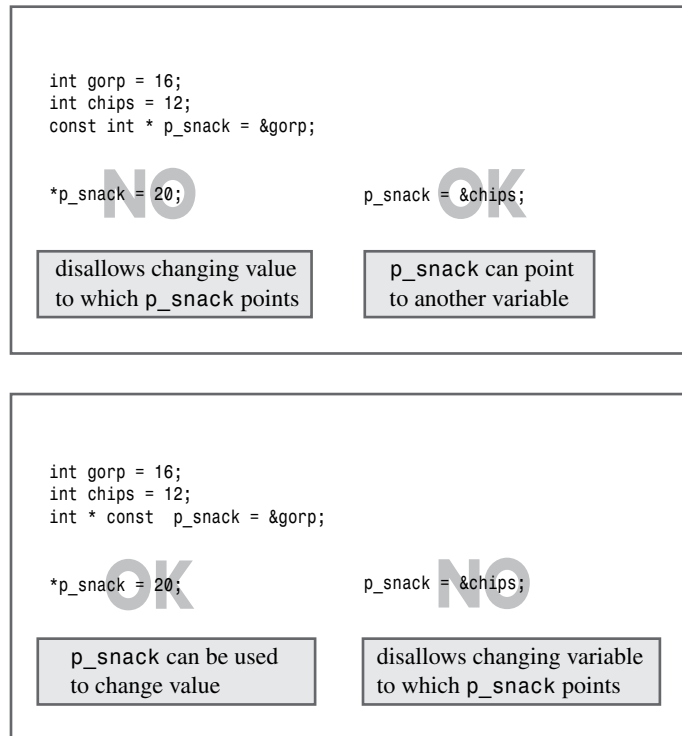 int gorp = 16;
int chips = 12;
const int * p_snack = &gorp;
*p_snack = 20;
NO
p_snack = &chips;
OK
disallows changing value
to which p_snack points
p_snack can point
to another variable
int gorp = 16;
int chips = 12;
int * const  p_snack = &gorp;
*p_snack = 20;
OK
p_snack = &chips;
NO
p_snack can be used
to change value
disallows changing variable
to which p_snack points